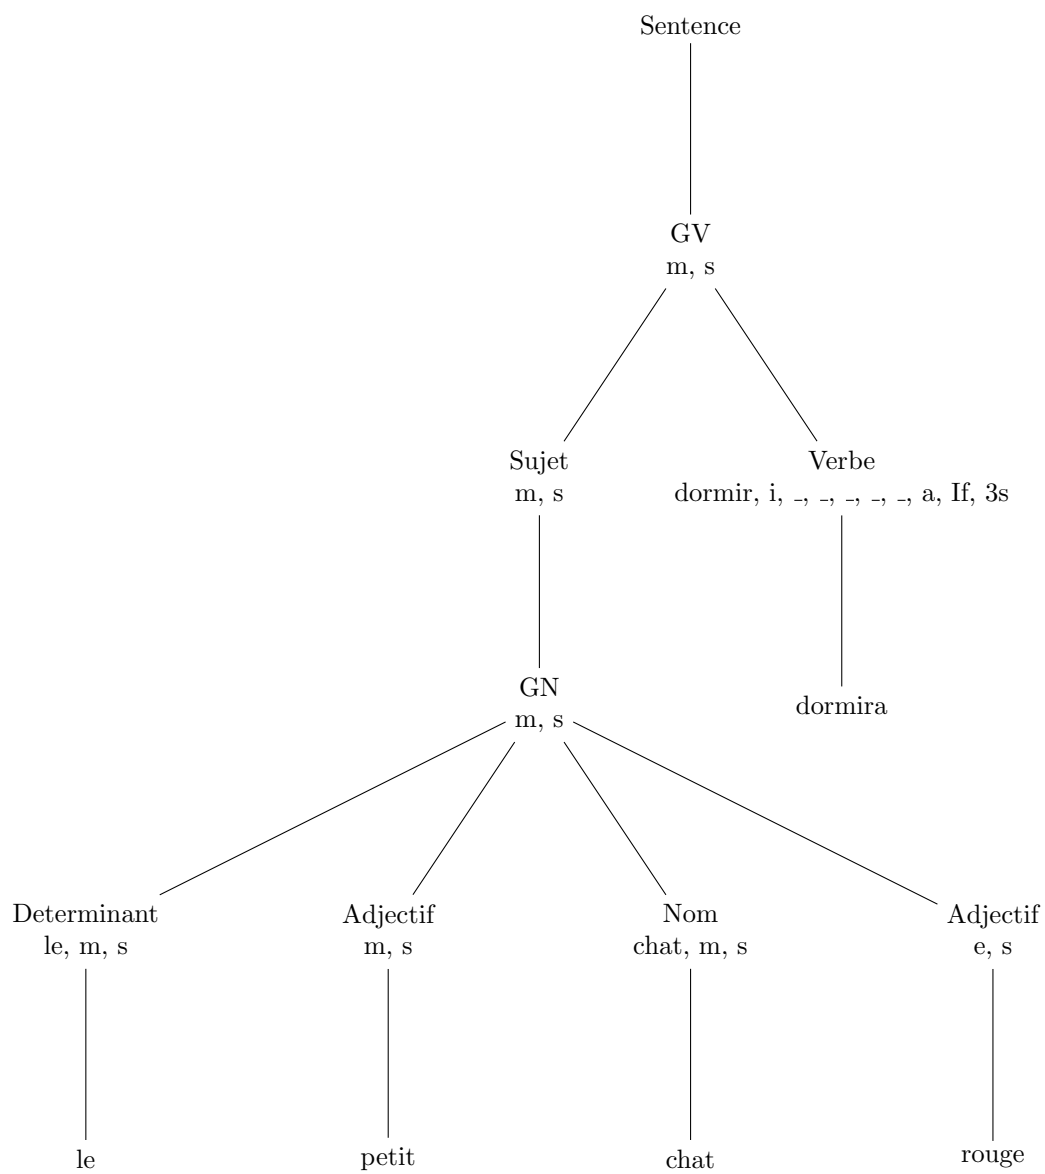 Sentence
GV
m, s
Sujet
m, s
Verbe
dormir, i, _, _, _, _, _, a, If, 3s
GN
m, s
dormira
Determinant
le, m, s
Adjectif
m, s
Nom
chat, m, s
Adjectif
e, s
le
petit
chat
rouge